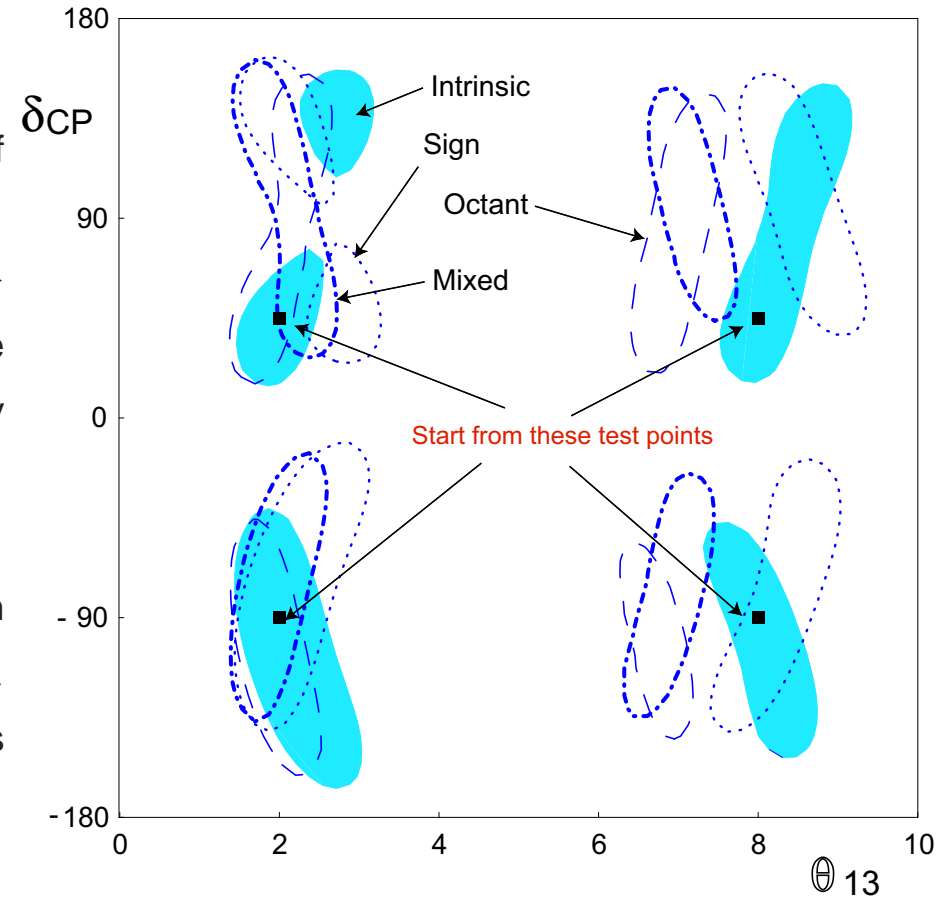 180
δCP
f
Intrinsic
Sign
90
Octant
Mixed
e
y
0
Start from these test points
- 90
n
s
-180
0 2 4 6 8 10
θ 13